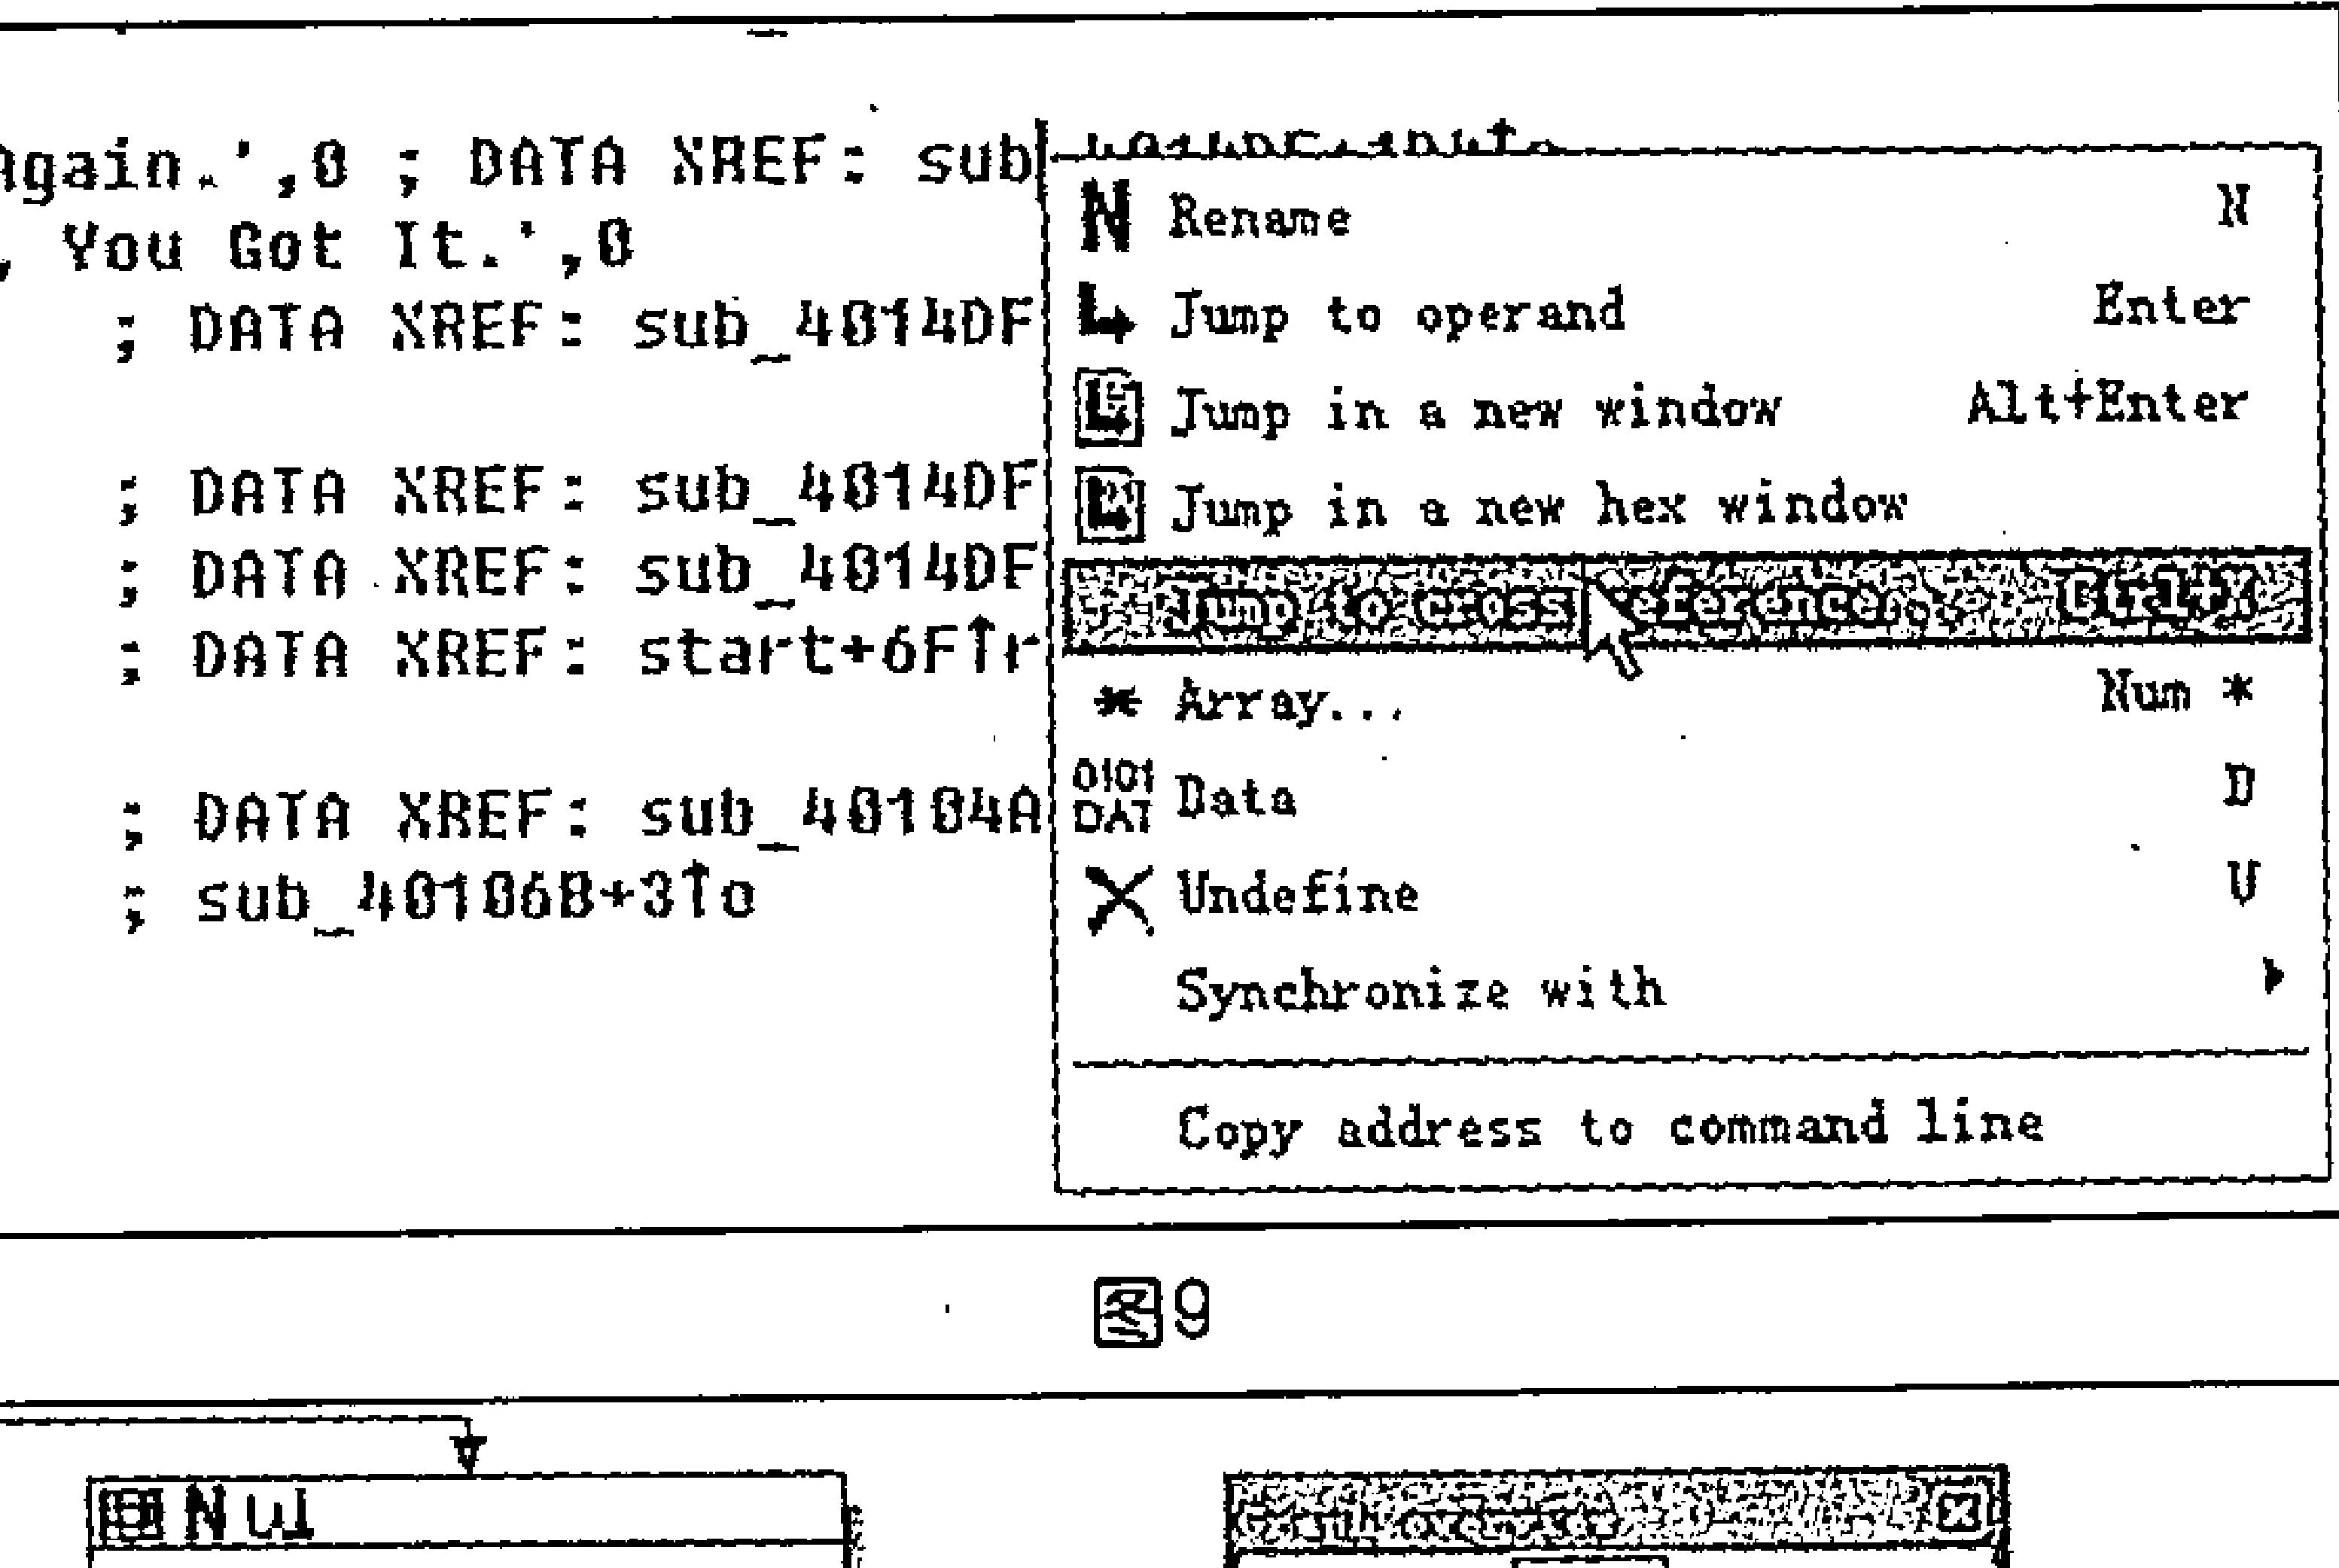 Again.',0 ; DATA XREF: sub
, You Got It.',0
; DATA XREF: sub_4014DF
; DATA XREF: sub_4014DF
; DATA XREF: sub_4014DF
; DATA XREF: start+6F↑r
; DATA XREF: sub_40104A
; sub_40106B+3↑o
N Rename N
Jump to operand Enter
Jump in a new window Alt+Enter
Jump in a new hex window
Jump to cross reference... Ctrl+X
* Array... Num *
0101 DAT Data D
Undefine U
Synchronize with
Copy address to command line
图9
Graph overview